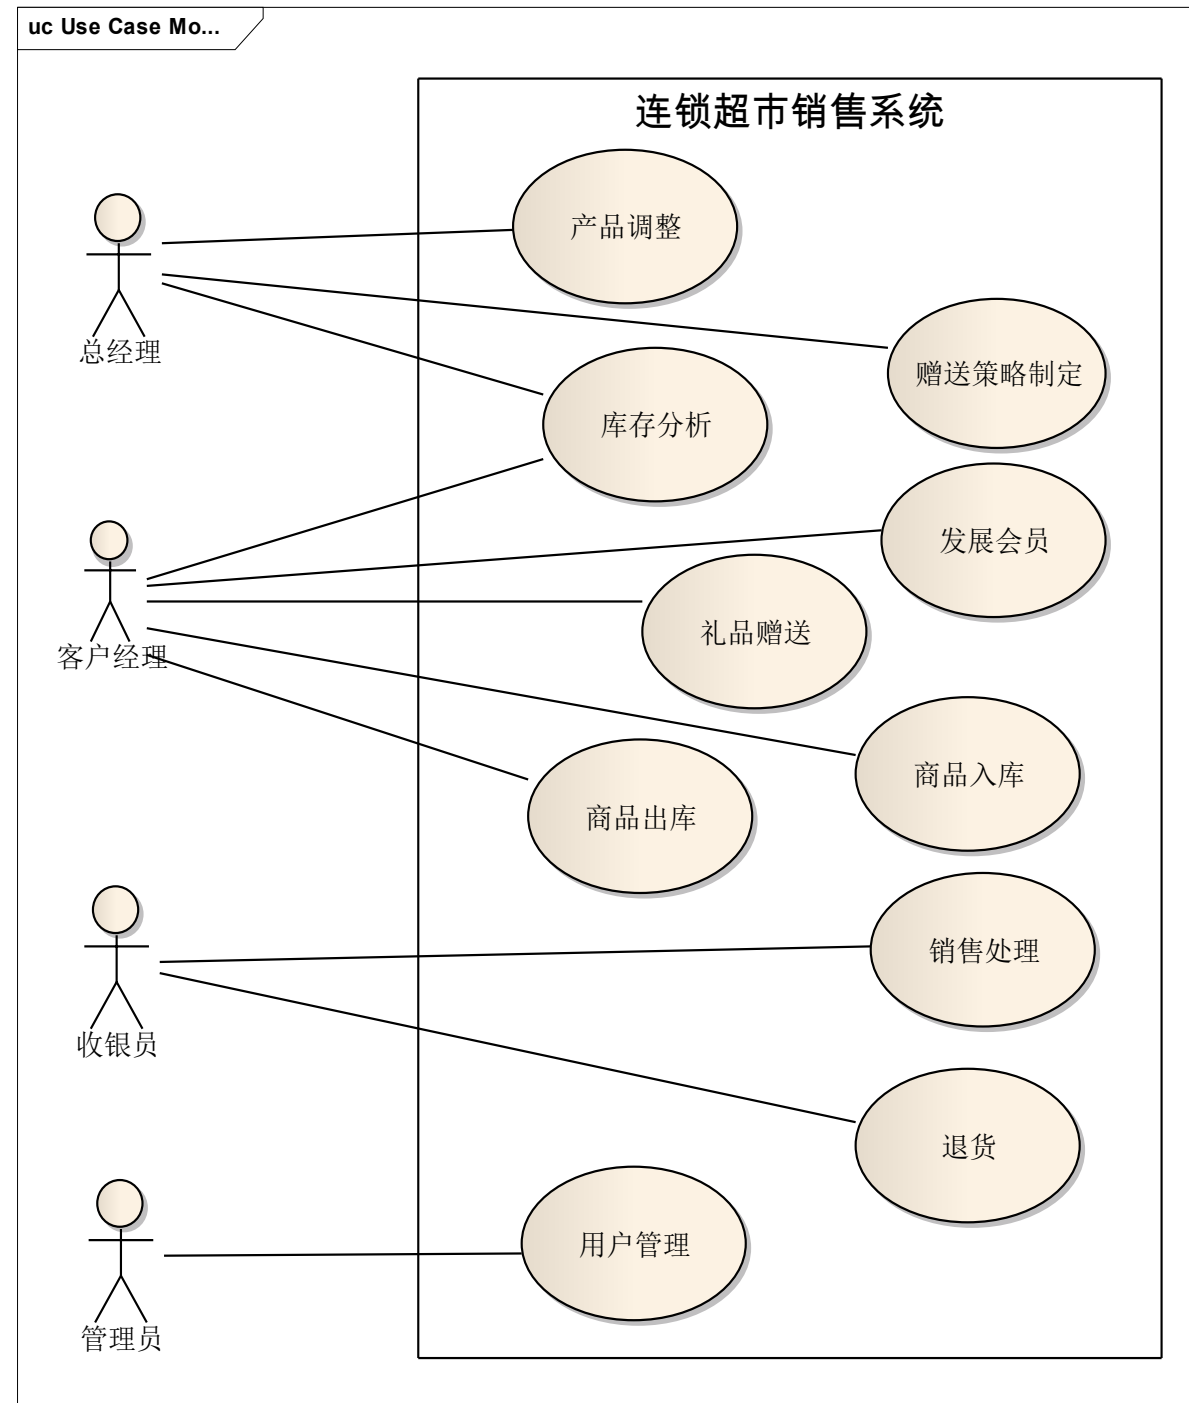 uc Use Case Mo...
连锁超市销售系统
产品调整
总经理
赠送策略制定
库存分析
发展会员
礼品赠送
客户经理
商品入库
商品出库
销售处理
收银员
退货
用户管理
管理员